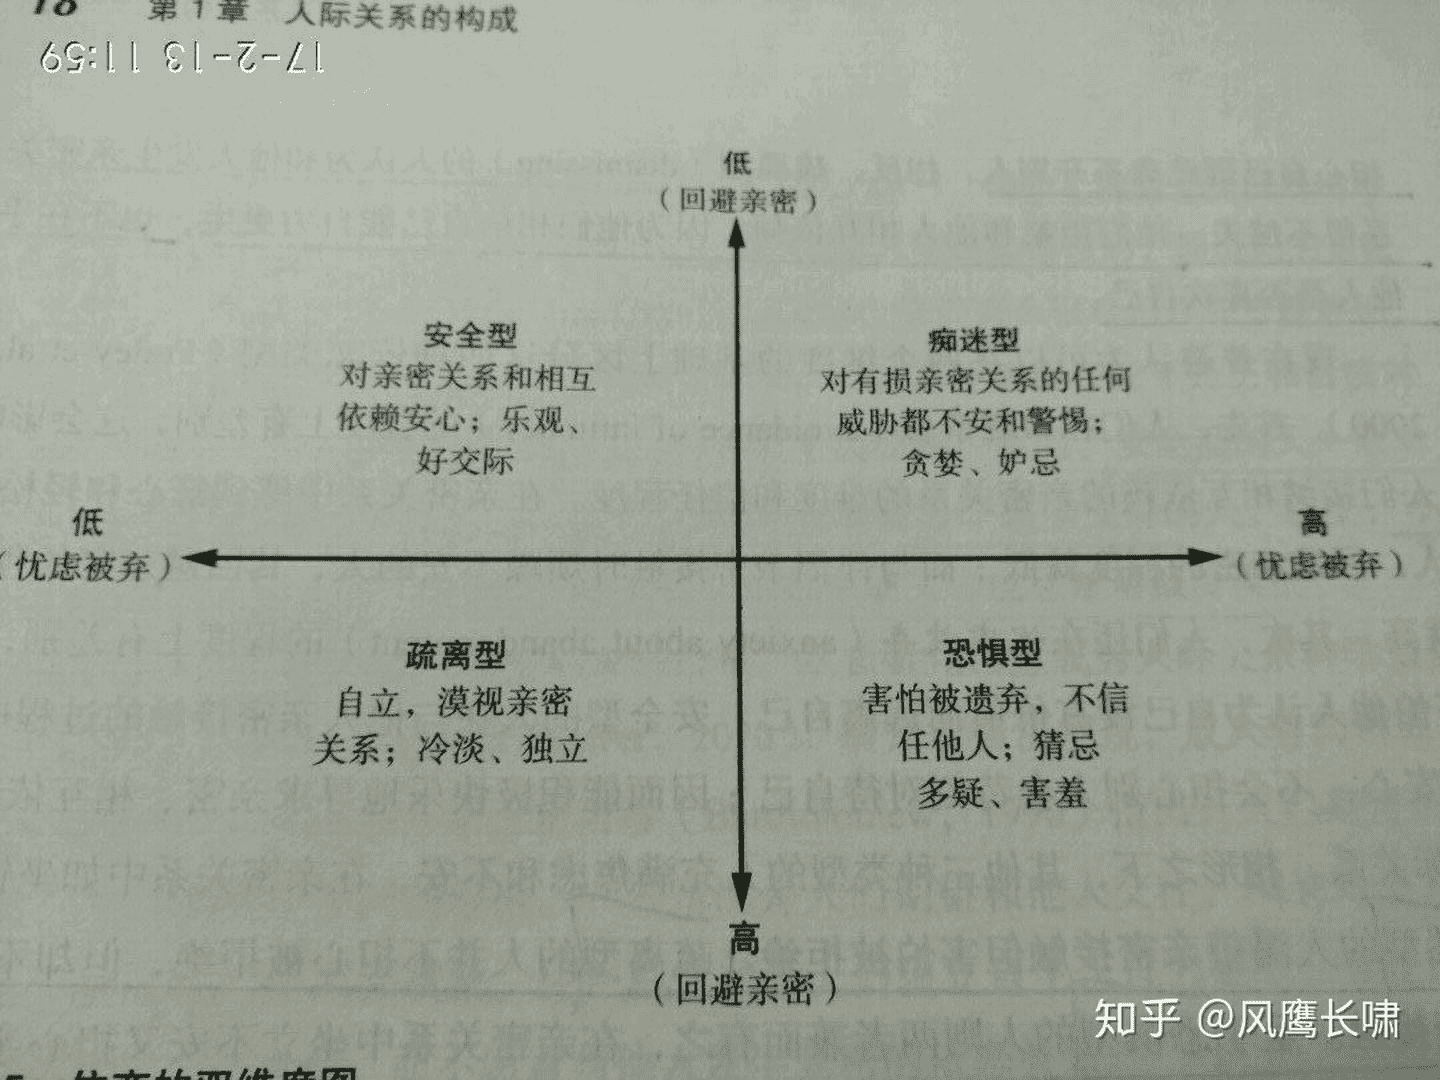 18 第1章 人际关系的构成
17-2-13 11:59
低
（回避亲密）
安全型
对亲密关系和相互
依赖安心；乐观、
好交际
痴迷型
对有损亲密关系的任何
威胁都不安和警惕；
贪婪、妒忌
低
（忧虑被弃）
高
（忧虑被弃）
疏离型
自立，漠视亲密
关系；冷淡、独立
恐惧型
害怕被遗弃，不信
任他人；猜忌
多疑、害羞
高
（回避亲密）
知乎 @风鹰长啸